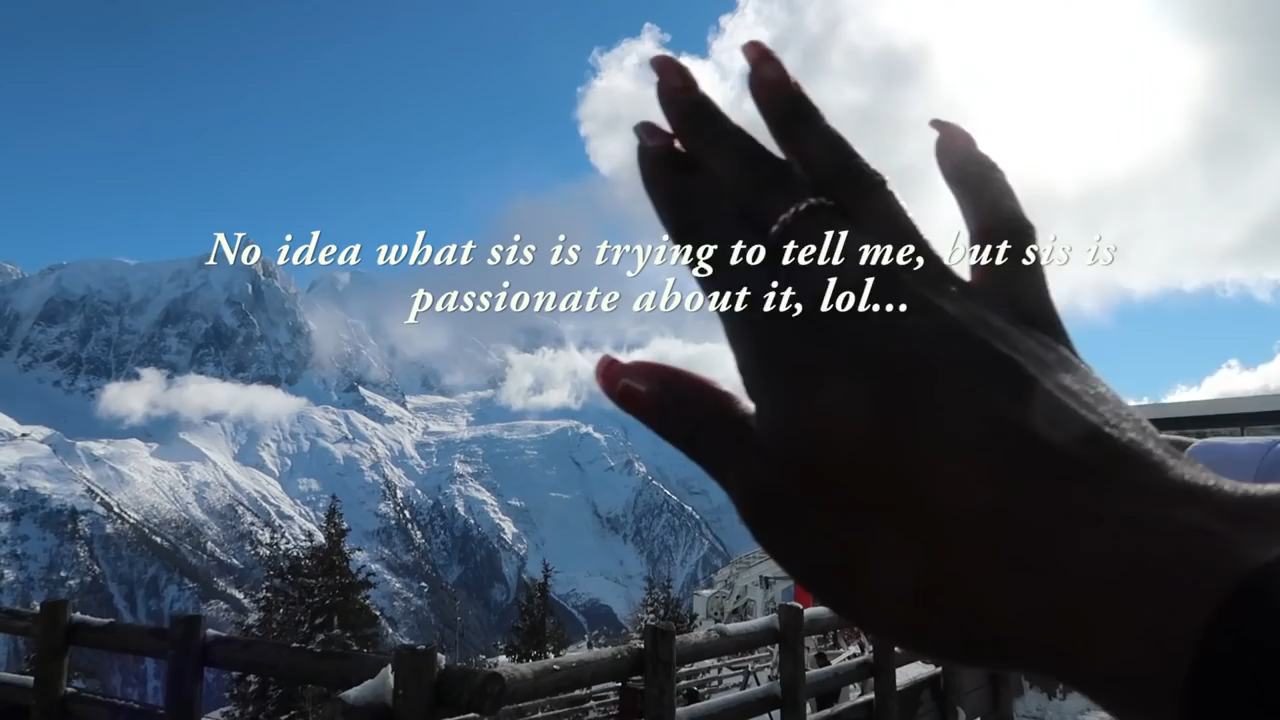 No idea what sis is trying to tell me, but sis is
passionate about it, lol...